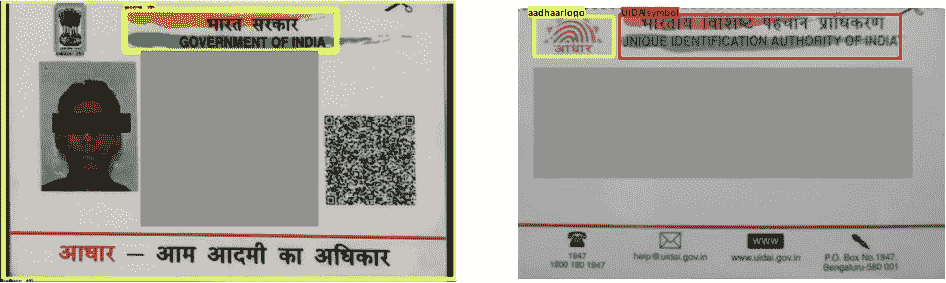 भारत सरकार
GOVERNMENT OF INDIA
आधार – आम आदमी का अधिकार
aadhaarlogo
UIDAIsymbol
भारतीय विशिष्ट पहचान प्राधिकरण
UNIQUE IDENTIFICATION AUTHORITY OF INDIA
आधार
1947
1800 180 1947
help@uidai.gov.in
WWW
www.uidai.gov.in
P.O. Box No.1947,
Bengaluru-560 001